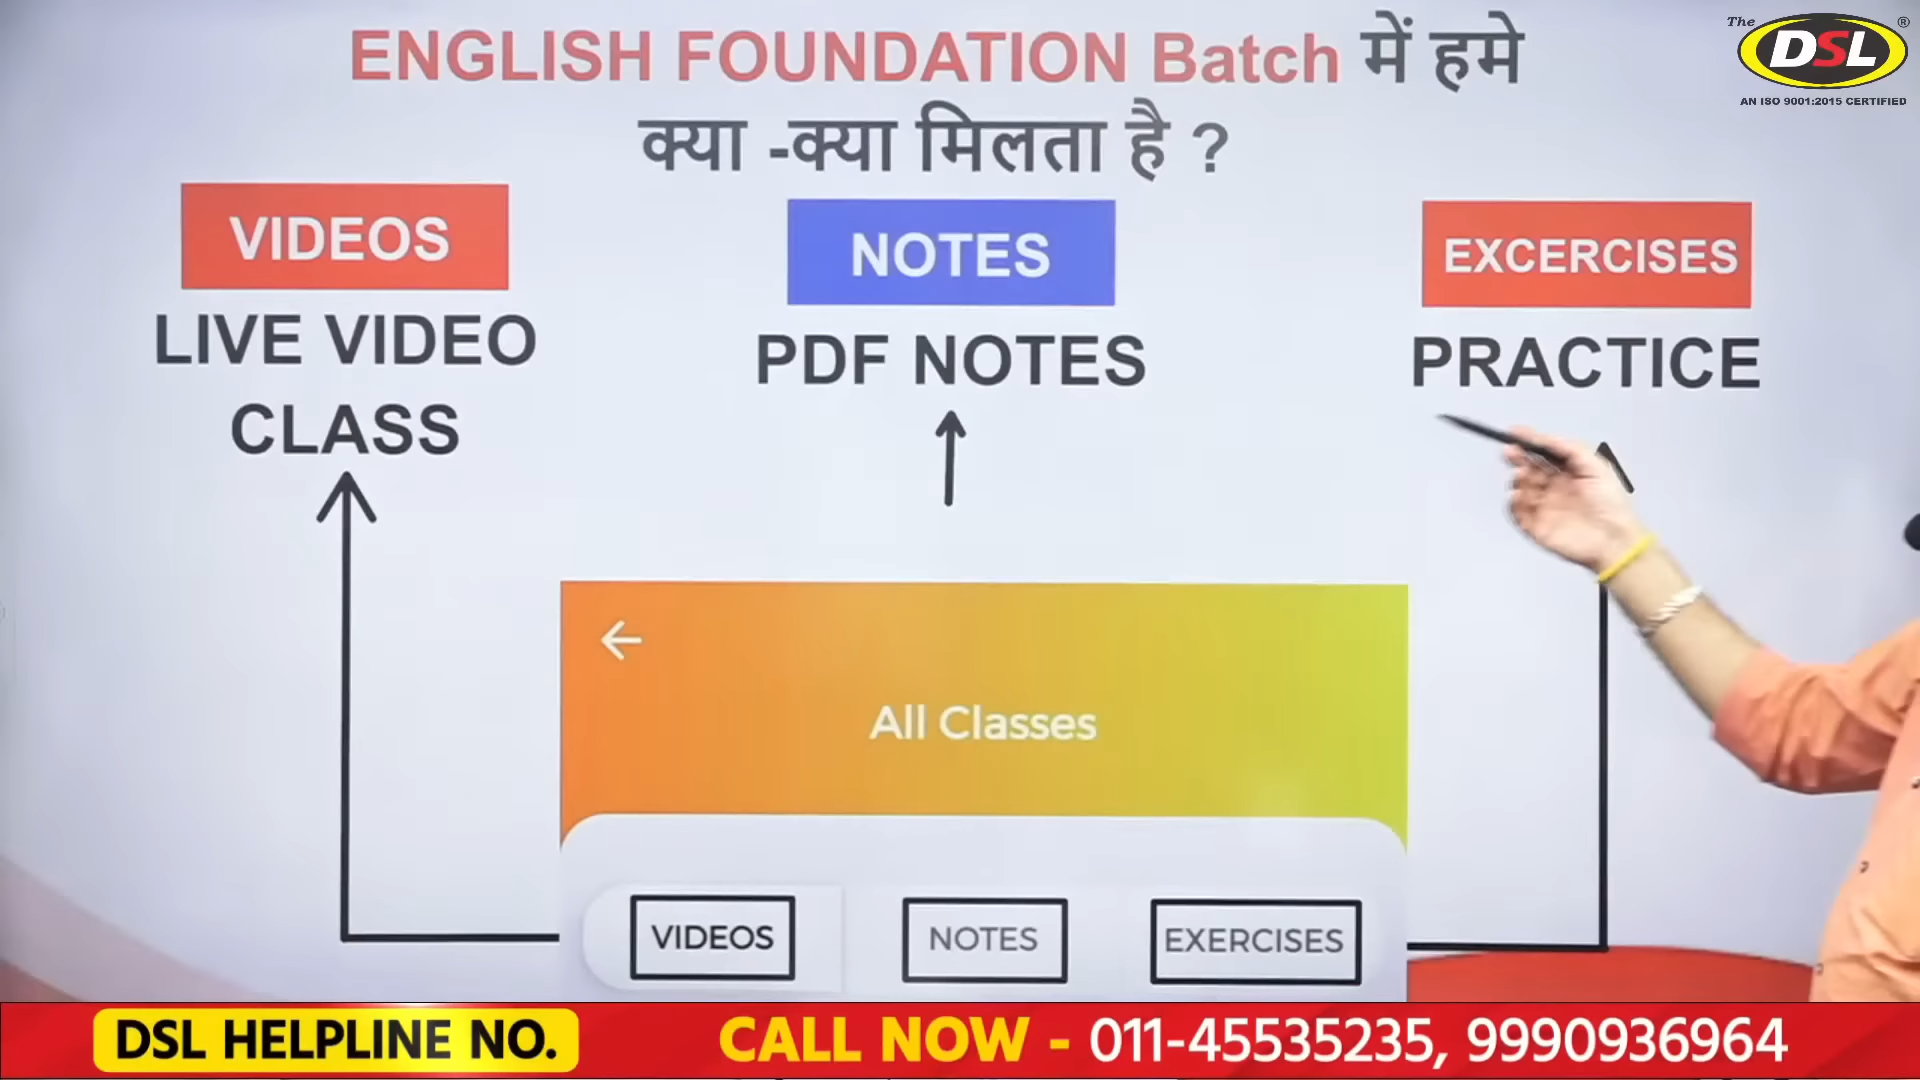 ENGLISH FOUNDATION Batch में हमे
क्या -क्या मिलता है ?
The DSL ®
AN ISO 9001:2015 CERTIFIED
VIDEOS
LIVE VIDEO
CLASS
NOTES
PDF NOTES
EXCERCISES
PRACTICE
All Classes
VIDEOS
NOTES
EXERCISES
DSL HELPLINE NO.
CALL NOW - 011-45535235, 9990936964